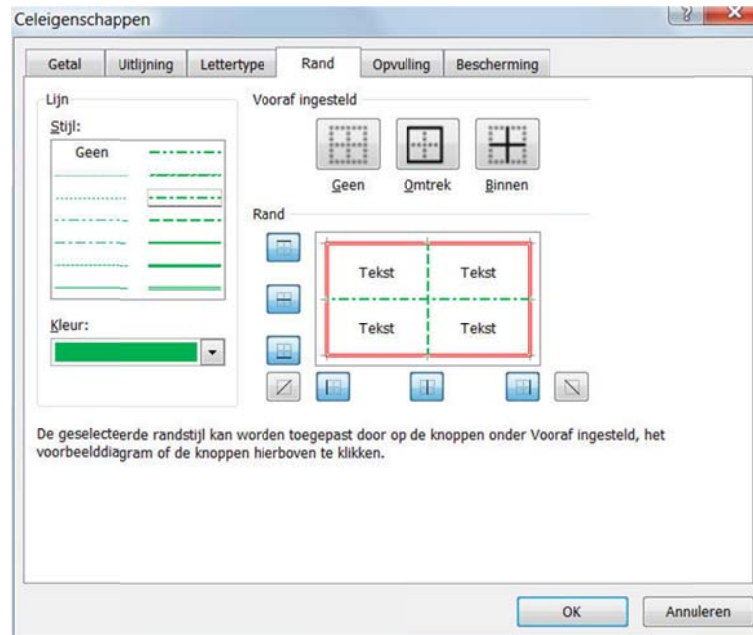 Celeigenschappen
Getal Uitlijning Lettertype Rand Opvulling Bescherming
Lijn
Stijl:
Geen
Vooraf ingesteld
Geen Omtrek Binnen
Rand
Tekst Tekst
Tekst Tekst
Kleur:
De geselecteerde randstijl kan worden toegepast door op de knoppen onder Vooraf ingesteld, het
voorbeelddiagram of de knoppen hierboven te klikken.
OK Annuleren